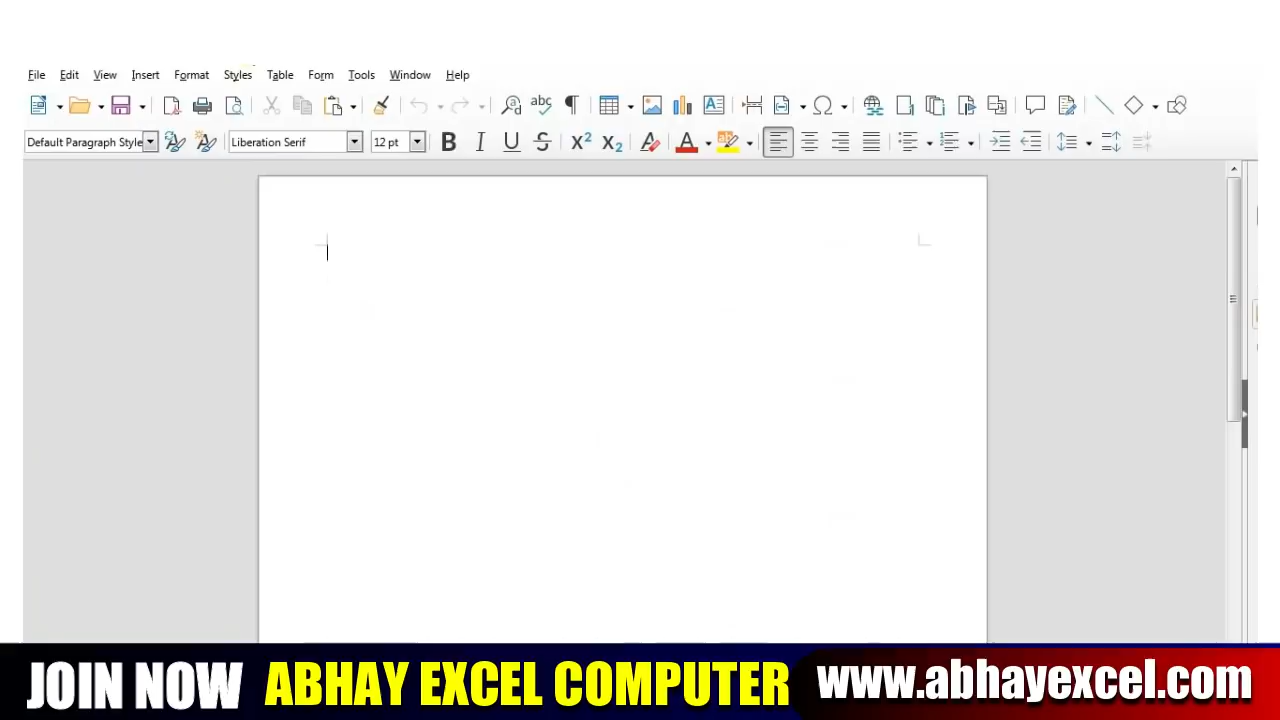 File Edit View Insert Format Styles Table Form Tools Window Help
Default Paragraph Style Liberation Serif 12 pt
JOIN NOW ABHAY EXCEL COMPUTER www.abhayexcel.com